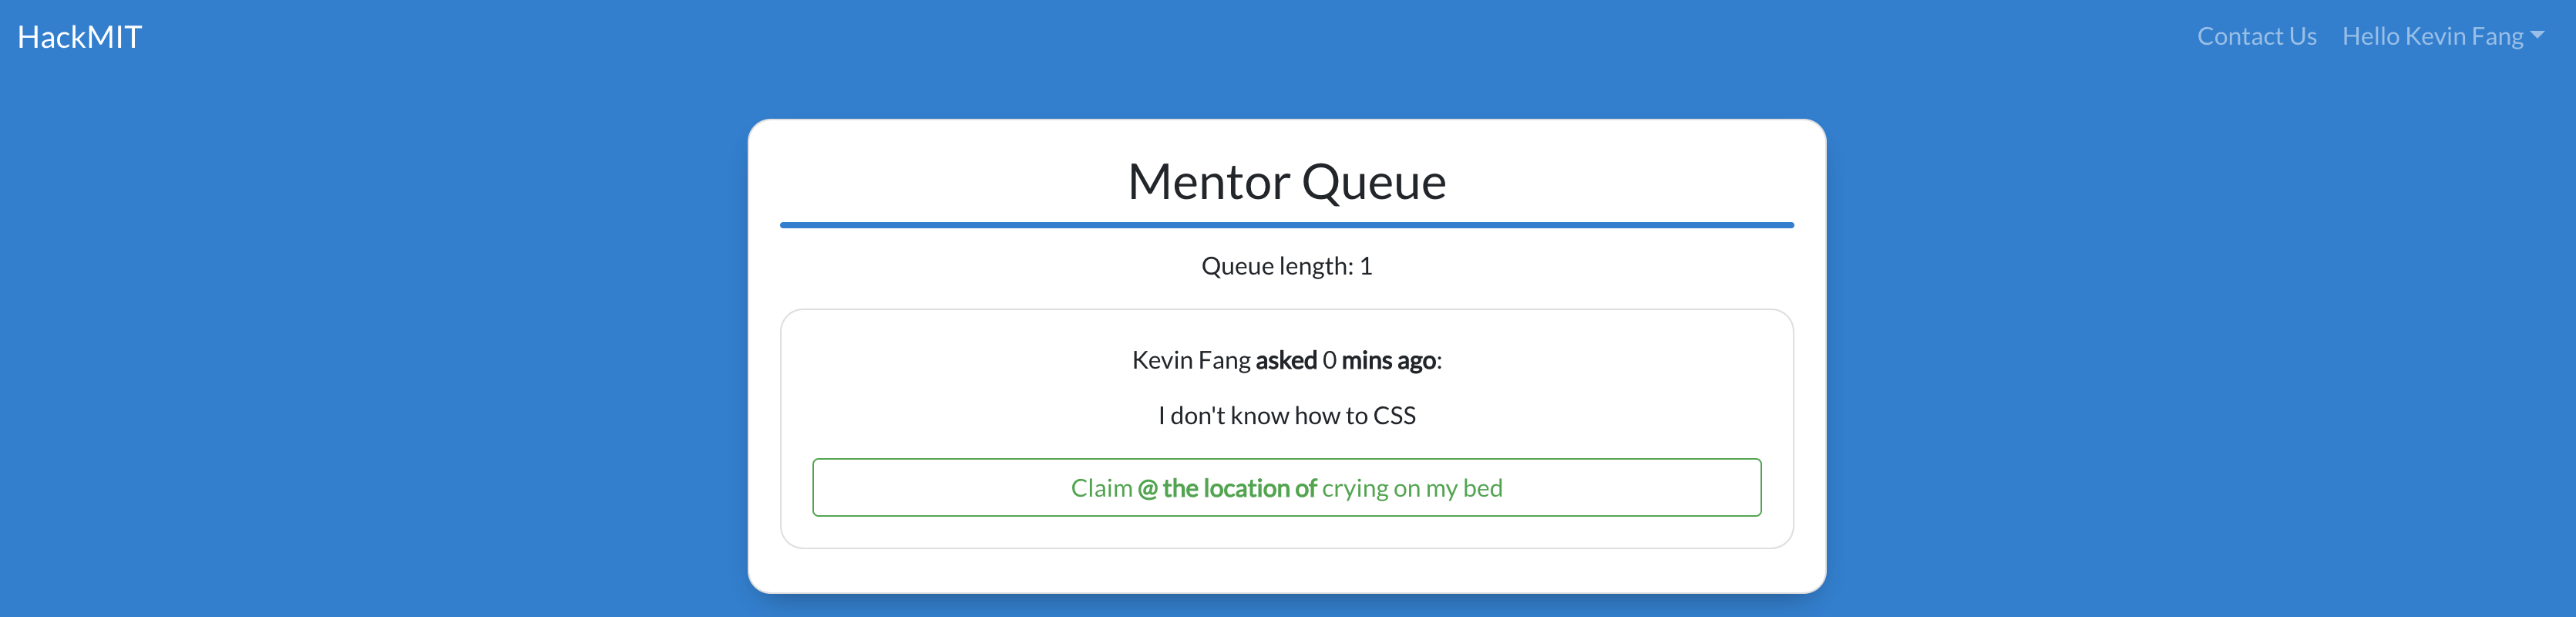 HackMIT Contact Us Hello Kevin Fang
Mentor Queue
Queue length: 1
Kevin Fang asked 0 mins ago:
I don't know how to CSS
Claim @ the location of crying on my bed